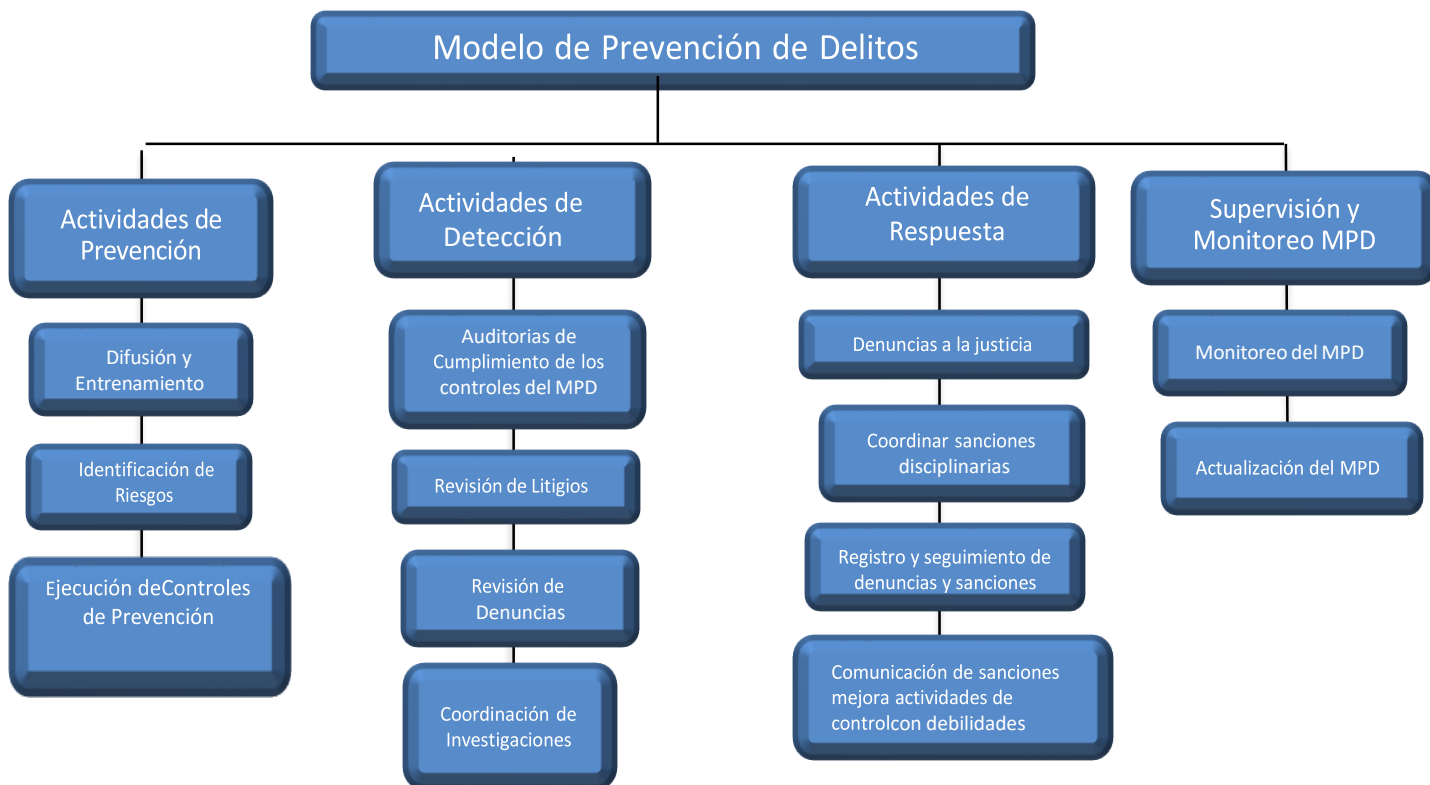 Modelo de Prevención de Delitos
Actividades de
Prevención
Difusión y
Entrenamiento
Identificación de
Riesgos
Ejecución deControles
de Prevención
Actividades de
Detección
Auditorias de
Cumplimiento de los
controles del MPD
Revisión de Litigios
Revisión de
Denuncias
Coordinación de
Investigaciones
Actividades de
Respuesta
Denuncias a la justicia
Coordinar sanciones
disciplinarias
Registro y seguimiento de
denuncias y sanciones
Comunicación de sanciones
mejora actividades de
controlcon debilidades
Supervisión y
Monitoreo MPD
Monitoreo del MPD
Actualización del MPD